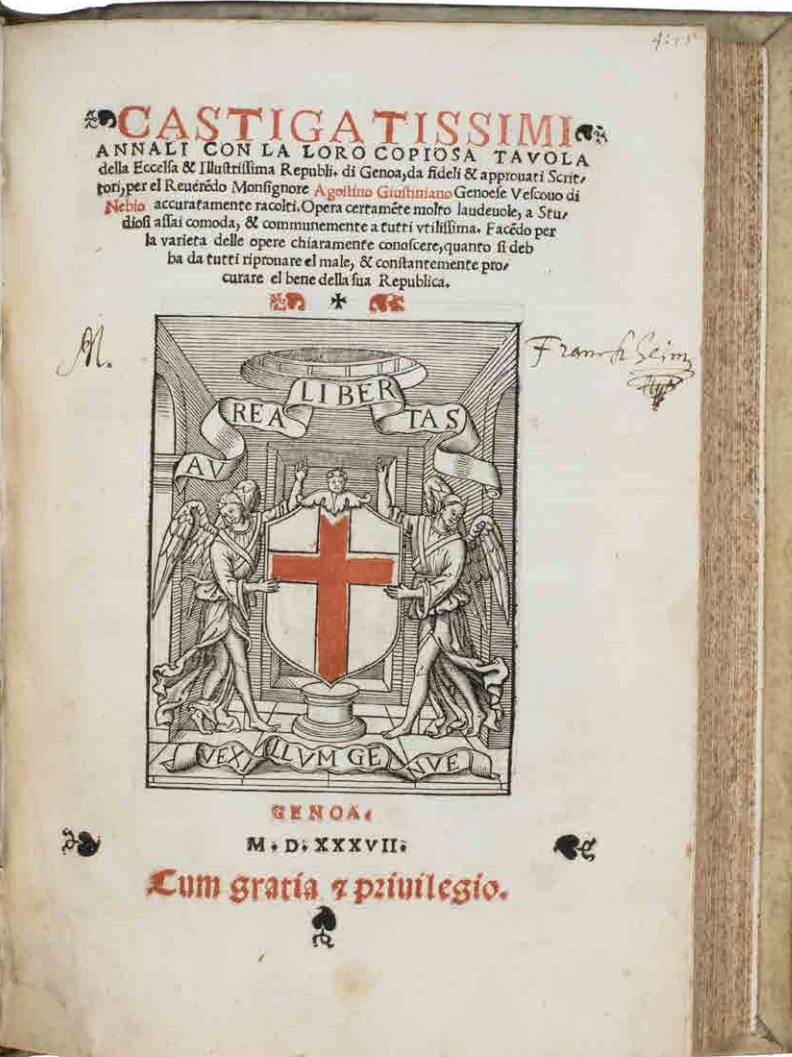 CASTIGATISSIMI
ANNALI CON LA LORO COPIOSA TAVOLA
della Eccelſa & Illuſtriſſima Republi. di Genoa, da fideli & approuati Scrit,
tori, per el Reuerẽdo Monſignore Agoſtino Giuſtiniano Genoeſe Veſcouo di
Nebio accuratamente racolti. Opera certamẽte molto laudeuole, a Stu,
dioſi aſſai comoda, & communemente a tutti vtiliſſima. Facẽdo per
la varieta delle opere chiaramente conoſcere, quanto ſi deb
ba da tutti riprouare el male, & conſtantemente pro,
curare el bene della ſua Republica.
M.
AV REA LIBER TAS
VEXI LLVM GE NVE
GENOA.
M. D. XXXVII.
Cum gratia ⁊ priuilegio.